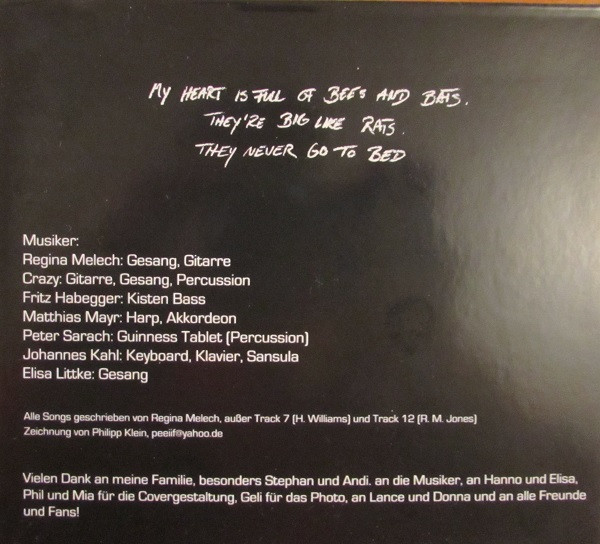 MY HEART IS FULL OF BEES AND BATS.
THEY'RE BIG LIKE RATS.
THEY NEVER GO TO BED
Musiker:
Regina Melech: Gesang, Gitarre
Crazy: Gitarre, Gesang, Percussion
Fritz Habegger: Kisten Bass
Matthias Mayr: Harp, Akkordeon
Peter Sarach: Guinness Tablet (Percussion)
Johannes Kahl: Keyboard, Klavier, Sansula
Elisa Littke: Gesang
Alle Songs geschrieben von Regina Melech, außer Track 7 (H. Williams) und Track 12 (R. M. Jones)
Zeichnung von Philipp Klein, peeiif@yahoo.de
Vielen Dank an meine Familie, besonders Stephan und Andi. an die Musiker, an Hanno und Elisa,
Phil und Mia für die Covergestaltung, Geli für das Photo, an Lance und Donna und an alle Freunde
und Fans!